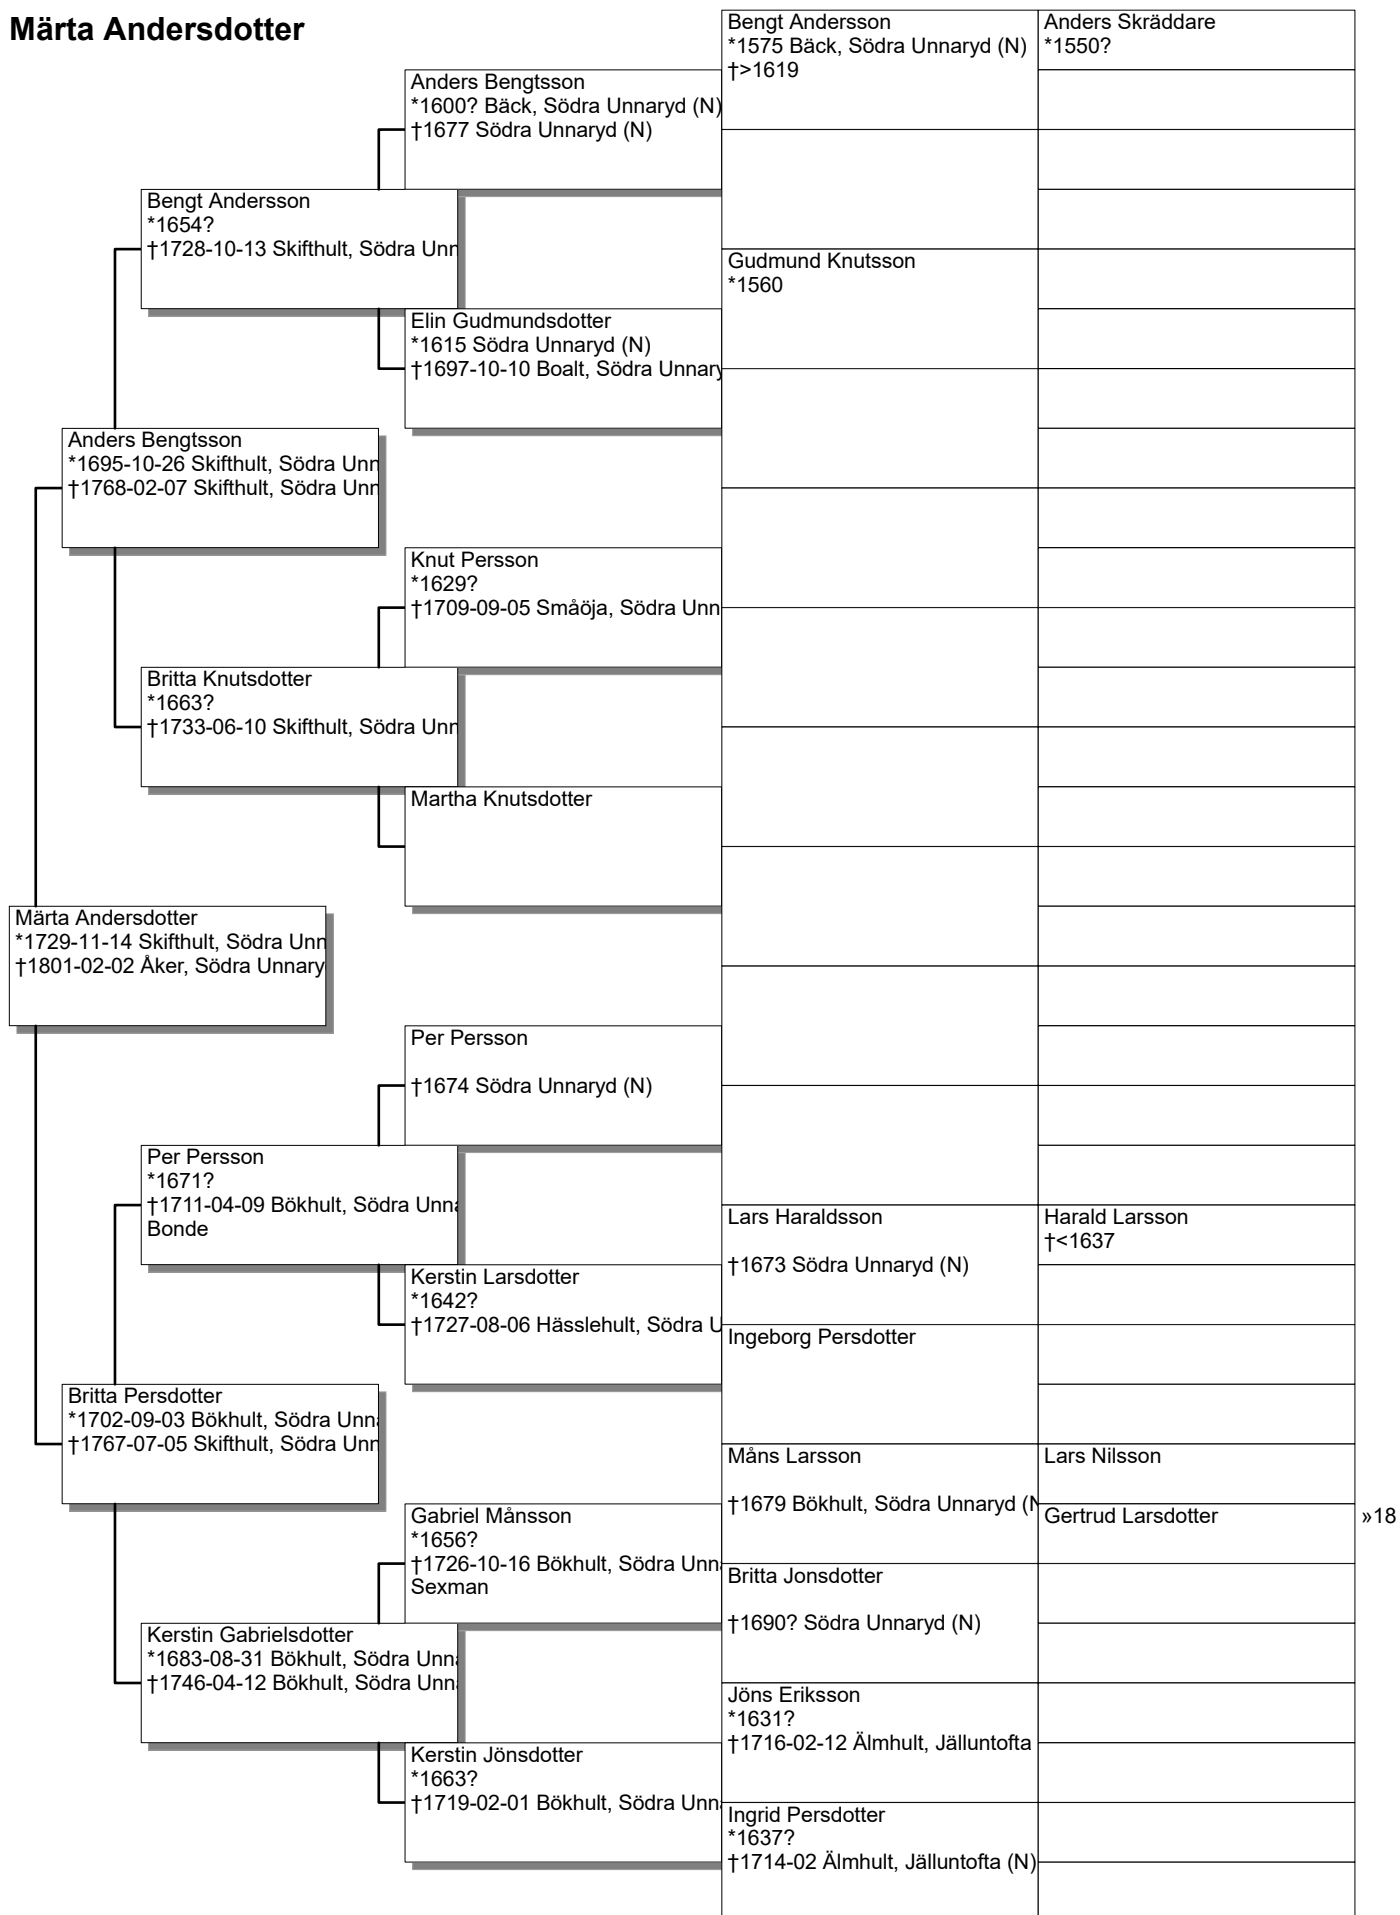 Märta Andersdotter
Bengt Andersson
*1575 Bäck, Södra Unnaryd (N)
†>1619
Anders Skräddare
*1550?
Anders Bengtsson
*1600? Bäck, Södra Unnaryd (N)
†1677 Södra Unnaryd (N)
Bengt Andersson
*1654?
†1728-10-13 Skifthult, Södra Unn
Gudmund Knutsson
*1560
Elin Gudmundsdotter
*1615 Södra Unnaryd (N)
†1697-10-10 Boalt, Södra Unnary
Anders Bengtsson
*1695-10-26 Skifthult, Södra Unn
†1768-02-07 Skifthult, Södra Unn
Knut Persson
*1629?
†1709-09-05 Småöja, Södra Unn
Britta Knutsdotter
*1663?
†1733-06-10 Skifthult, Södra Unn
Martha Knutsdotter
Märta Andersdotter
*1729-11-14 Skifthult, Södra Unn
†1801-02-02 Åker, Södra Unnary
Per Persson
†1674 Södra Unnaryd (N)
Per Persson
*1671?
†1711-04-09 Bökhult, Södra Unna
Bonde
Lars Haraldsson
†1673 Södra Unnaryd (N)
Harald Larsson
†<1637
Kerstin Larsdotter
*1642?
†1727-08-06 Hässlehult, Södra U
Ingeborg Persdotter
Britta Persdotter
*1702-09-03 Bökhult, Södra Unna
†1767-07-05 Skifthult, Södra Unn
Måns Larsson
†1679 Bökhult, Södra Unnaryd (N
Lars Nilsson
Gertrud Larsdotter
»18
Gabriel Månsson
*1656?
†1726-10-16 Bökhult, Södra Unna
Sexman
Britta Jonsdotter
†1690? Södra Unnaryd (N)
Kerstin Gabrielsdotter
*1683-08-31 Bökhult, Södra Unna
†1746-04-12 Bökhult, Södra Unna
Jöns Eriksson
*1631?
†1716-02-12 Älmhult, Jälluntofta
Kerstin Jönsdotter
*1663?
†1719-02-01 Bökhult, Södra Unna
Ingrid Persdotter
*1637?
†1714-02 Älmhult, Jälluntofta (N)